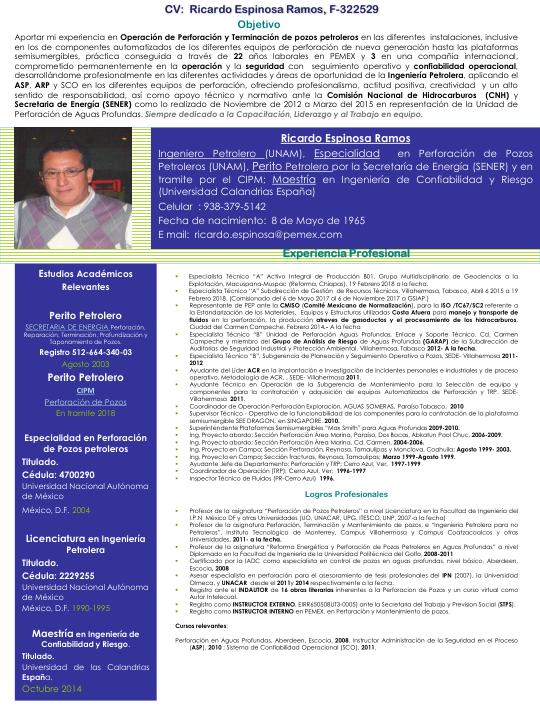 CV: Ricardo Espinosa Ramos, F-322529
Objetivo
Aportar mi experiencia en Operación de Perforación y Terminación de pozos petroleros en las diferentes instalaciones, inclusive
en los de componentes automatizados de los diferentes equipos de perforación de nueva generación hasta las plataformas
semisumergibles, práctica conseguida a través de 22 años laborales en PEMEX y 3 en una compañía internacional,
comprometido permanentemente en la operación y la seguridad con seguimiento operativo y confiabilidad operacional,
desarrollándome profesionalmente en las diferentes actividades y áreas de oportunidad de la Ingeniería Petrolera, aplicando el
ASP, ARP y SCO en los diferentes equipos de perforación, ofreciendo profesionalismo, actitud positiva, creatividad y un alto
sentido de responsabilidad, así como apoyo técnico y normativo ante la Comisión Nacional de Hidrocarburos (CNH) y
Secretaria de Energía (SENER) como lo realizado de Noviembre de 2012 a Marzo del 2015 en representación de la Unidad de
Perforación de Aguas Profundas. Siempre dedicado a la Capacitación, Liderazgo y al Trabajo en equipo.
Ricardo Espinosa Ramos
Ingeniero Petrolero (UNAM), Especialidad en Perforación de Pozos
Petroleros (UNAM), Perito Petrolero por la Secretaría de Energía (SENER) y en
tramite por el CIPM; Maestría en Ingeniería de Confiabilidad y Riesgo
(Universidad Calandrias España)
Celular : 938-379-5142
Fecha de nacimiento: 8 de Mayo de 1965
E mail: ricardo.espinosa@pemex.com
Estudios Académicos
Relevantes
Perito Petrolero
SECRETARIA DE ENERGIA Perforación,
Reparación, Terminación, Profundización y
Taponamiento de Pozos.
Registro 512-664-340-03
Agosto 2003
Perito Petrolero
CIPM
Perforación de Pozos
En tramite 2018
Especialidad en Perforación
de Pozos petroleros
Titulado.
Cédula: 4700290
Universidad Nacional Autónoma
de México
México, D.F. 2004
Licenciatura en Ingeniería
Petrolera
Titulado.
Cédula: 2229255
Universidad Nacional Autónoma
de México
México, D.F. 1990-1995
Maestría en Ingeniería de
Confiabilidad y Riesgo.
Titulado.
Universidad de las Calandrias
España.
Octubre 2014
Experiencia Profesional
Especialista Técnico "A" Activo Integral de Producción B01, Grupo Multidisciplinario de Geociencias a la
Explotación, Macuspana-Muspac (Reforma, Chiapas), 19 Febrero 2018 a la fecha.
Especialista Técnico "A" Subdirección de Gestión de Recursos Técnicos, Villahermosa, Tabasco, Abril 6 2015 a 19
Febrero 2018. (Comisionado del 6 de Mayo 2017 al 6 de Noviembre 2017 a GSIAP.)
Representante de PEP ante la CMISO (Comité Mexicano de Normalización), para la ISO /TC67/SC2 referente a
la Estandarización de los Materiales, Equipos y Estructuras utilizadas Costa Afuera para manejo y transporte de
fluidos en la perforación, la producción atreves de gasoductos y el procesamiento de los hidrocarburos.
Ciudad del Carmen Campeche, Febrero 2014.- A la fecha
Especialista Técnico "B" Unidad de Perforación Aguas Profundas, Enlace y Soporte Técnico, Cd. Carmen
Campeche y miembro del Grupo de Análisis de Riesgo de Aguas Profundas (GARAP) de la Subdirección de
Auditorias de Seguridad Industrial y Protección Ambiental, Villahermosa, Tabasco, 2012- A la fecha.
Especialista Técnico "B", Subgerencia de Planeación y Seguimiento Operativo a Pozos, SEDE- Villahermosa 2011-
2012
Ayudante del Líder ACR en la implantación e investigación de incidentes personales e industriales y de proceso
operativo, Metodología de ACR, , SEDE-Villahermosa 2011.
Ayudante Técnico en Operación de la Subgerencia de Mantenimiento para la Selección de equipo y
componentes para la contratación y adquisición de equipos Automatizados de Perforación y TRP, SEDE-
Villahermosa 2011.
Coordinador de Operación Perforación Exploración, AGUAS SOMERAS, Paraíso Tabasco, 2010
Supervisor Técnico - Operativo de la funcionalidad de los componentes para la contratación de la plataforma
semisumergible SEE DRAGON, en SINGAPORE, 2010.
Superintendente Plataformas Semisumergibles "Max Smith" para Aguas Profundas 2009-2010.
Ing. Proyecto abordo; Sección Perforación Área Marina, Paraíso, Dos Bocas, Abkatun Pool Chuc, 2006-2009.
Ing. Proyecto abordo; Sección Perforación Área Marina, Cd. Carmen, 2004-2006.
Ing. Proyecto en Campo; Sección Perforación, Reynosa, Tamaulipas y Monclova, Coahuila; Agosto 1999- 2003.
Ing. Proyecto en Campo; Sección fracturas, Reynosa, Tamaulipas; Marzo 1999-Agosto 1999.
Ayudante Jefe de Departamento; Perforación y TRP; Cerro Azul, Ver, 1997-1999
Coordinador de Operación (TRP); Cerro Azul, Ver; 1996-1997
Inspector Técnico de Fluidos (PR-Cerro Azul) 1996.
Logros Profesionales
Profesor de la asignatura "Perforación de Pozos Petroleros" a nivel Licenciatura en la Facultad de Ingeniería del
I.P.N México DF y otras Universidades (UO, UNACAR, UPG, ITESCO, UNP, 2007-a la fecha)
Profesor de la asignatura Perforación, Terminación y Mantenimiento de pozos, e "Ingeniería Petrolera para no
Petroleros", Instituto Tecnológico de Monterrey, Campus Villahermosa y Campus Coatzacoalcos y otras
Universidades, 2011- a la fecha.
Profesor de la asignatura "Reforma Energética y Perforación de Pozos Petroleros en Aguas Profundas" a nivel
Diplomado en la Facultad de Ingeniería de la Universidad Politécnica del Golfo, 2008-2011
Certificado por la IADC como especialista en control de pozos en aguas profundas, nivel básico, Aberdeen,
Escocia, 2008
Asesar especialista en perforación para el asesoramiento de tesis profesionales del IPN (2007), la Universidad
Olmeca, y UNACAR desde el 2011y 2014 respectivamente a la fecha.
Registro ante el INDAUTOR de 16 obras literarias inherentes a la Perforación de Pozos y un curso virtual como
Autor Intelectual.
Registro como INSTRUCTOR EXTERNO, EIRR650508UT3-0005) ante la Secretaria del Trabajo y Prevision Social (STPS).
Registro como INSTRUCTOR INTERNO en PEMEX, en Perforación y Mantenimiento de pozos.
Cursos relevantes:
Perforación en Aguas Profundas, Aberdeen, Escocia, 2008, Instructor Administración de la Seguridad en el Proceso
(ASP), 2010 ; Sistema de Confiabilidad Operacional (SCO), 2011.